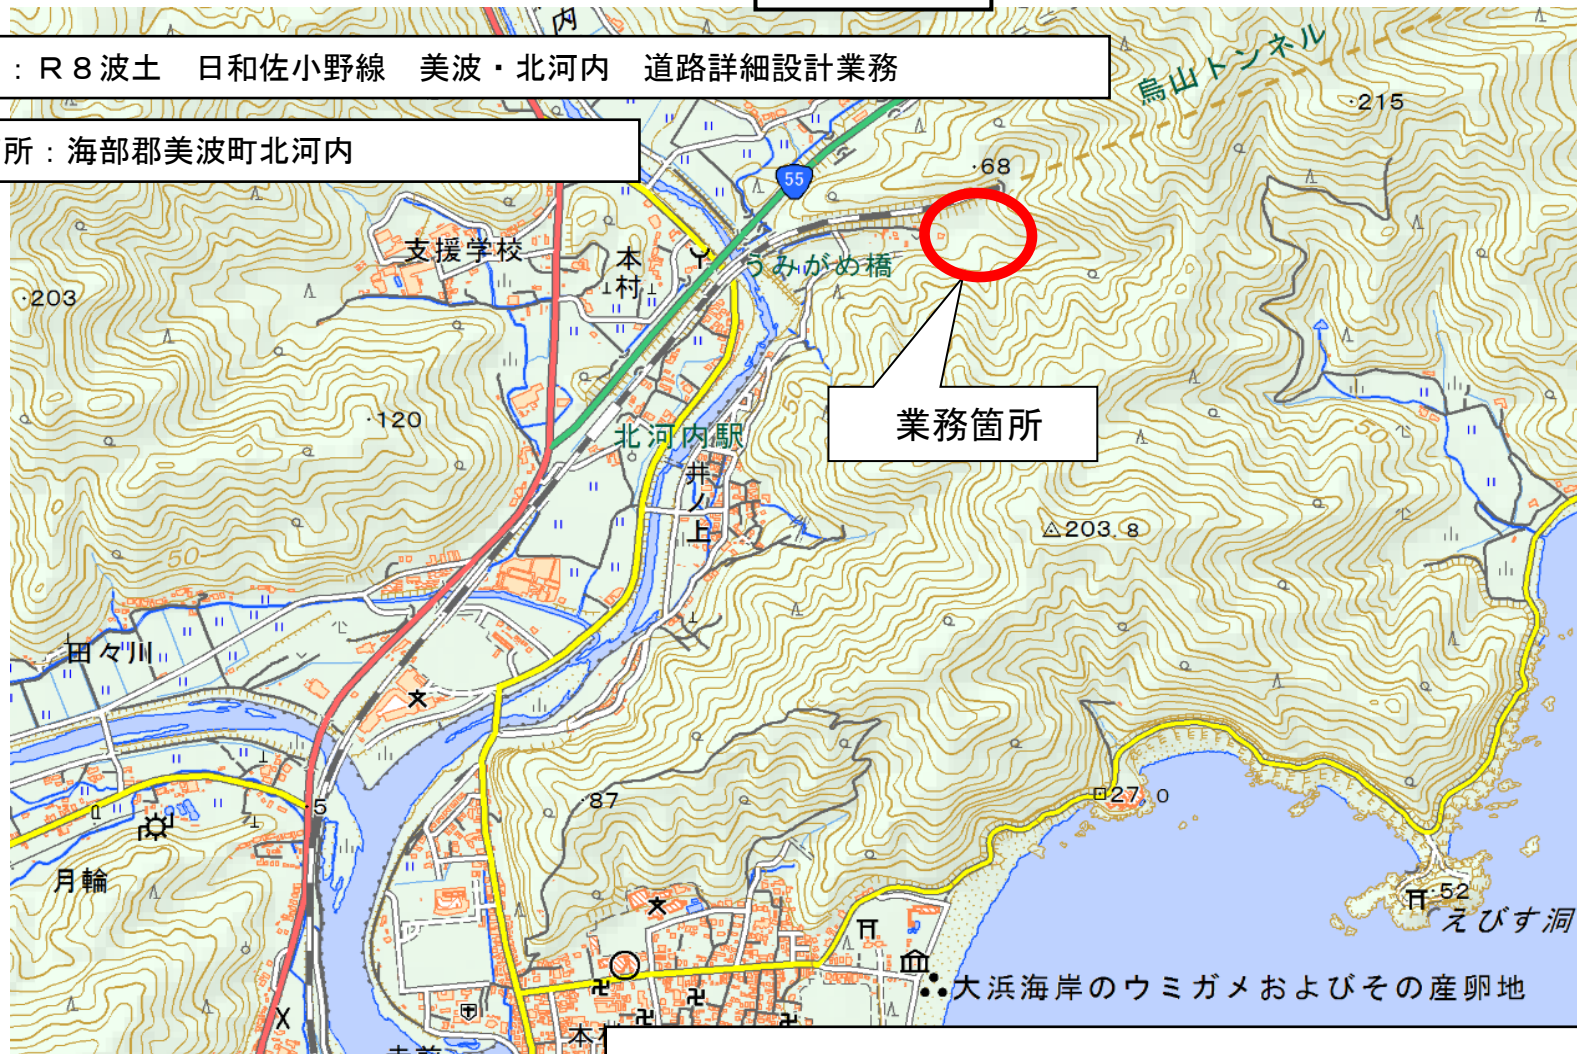 内
：Ｒ８波土　日和佐小野線　美波・北河内　道路詳細設計業務
所：海部郡美波町北河内
烏山トンネル
215
68
55
支援学校
本村
うみがめ橋
203
業務箇所
120
北河内駅
井ノ上
50
50
50
203.8
田々川
87
27.0
5
月輪
52
えびす洞
大浜海岸のウミガメおよびその産卵地